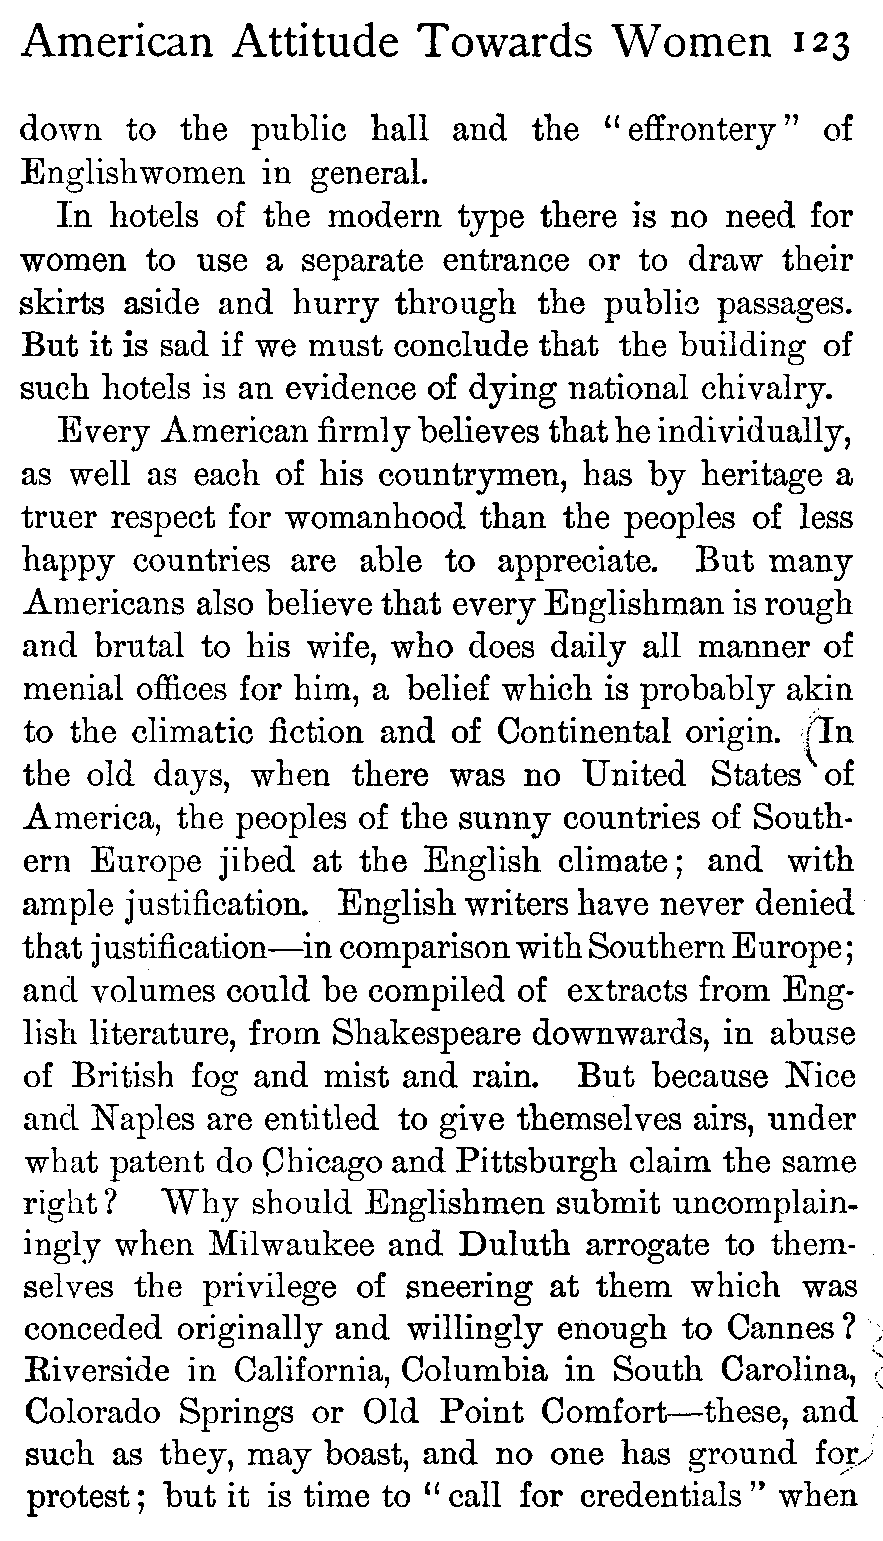 American Attitude Towards Women 123
down to the public hall and the "effrontery" of
Englishwomen in general.
In hotels of the modern type there is no need for
women to use a separate entrance or to draw their
skirts aside and hurry through the public passages.
But it is sad if we must conclude that the building of
such hotels is an evidence of dying national chivalry.
Every American firmly believes that he individually,
as well as each of his countrymen, has by heritage a
truer respect for womanhood than the peoples of less
happy countries are able to appreciate. But many
Americans also believe that every Englishman is rough
and brutal to his wife, who does daily all manner of
menial offices for him, a belief which is probably akin
to the climatic fiction and of Continental origin. In
the old days, when there was no United States of
America, the peoples of the sunny countries of South-
ern Europe jibed at the English climate; and with
ample justification. English writers have never denied
that justification—in comparison with Southern Europe;
and volumes could be compiled of extracts from Eng-
lish literature, from Shakespeare downwards, in abuse
of British fog and mist and rain. But because Nice
and Naples are entitled to give themselves airs, under
what patent do Chicago and Pittsburgh claim the same
right? Why should Englishmen submit uncomplain-
ingly when Milwaukee and Duluth arrogate to them-
selves the privilege of sneering at them which was
conceded originally and willingly enough to Cannes?
Riverside in California, Columbia in South Carolina,
Colorado Springs or Old Point Comfort—these, and
such as they, may boast, and no one has ground for
protest; but it is time to "call for credentials" when